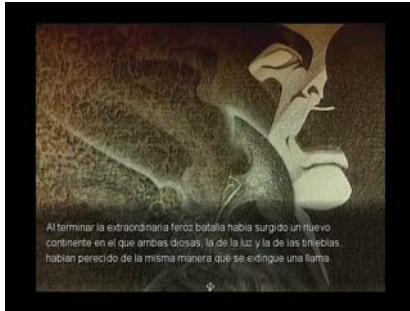 Al terminar la extraordinaria feroz batalla había surgido un nuevo
continente en el que ambas diosas, la de la luz y la de las tinieblas,
habían perecido de la misma manera que se extingue una llama.